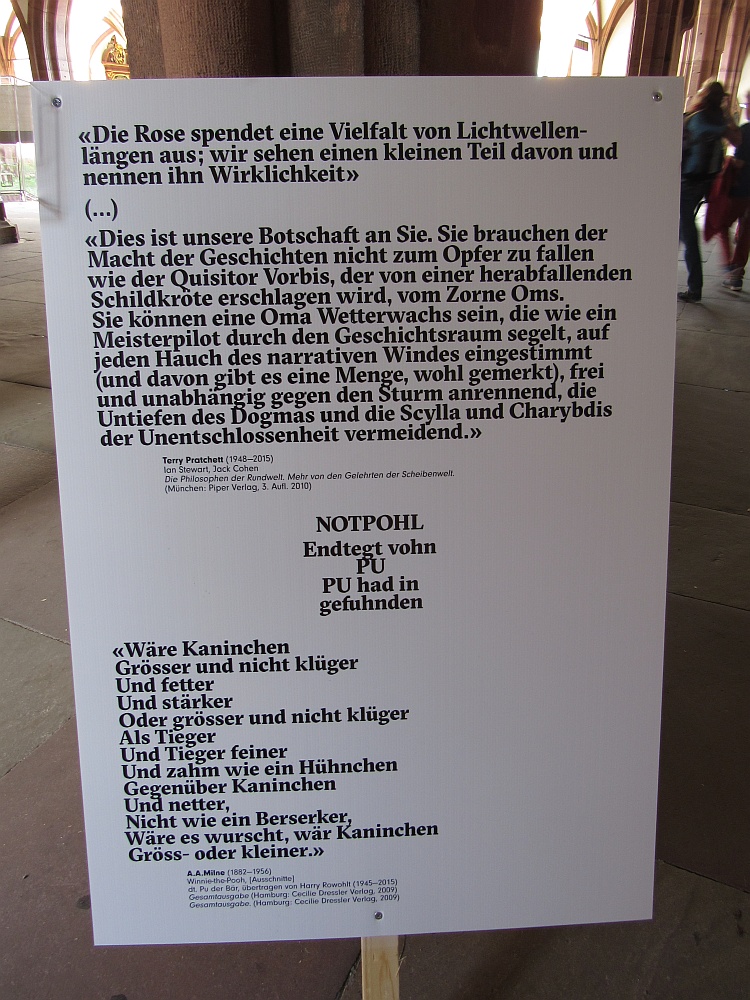 «Die Rose spendet eine Vielfalt von Lichtwellen-
längen aus; wir sehen einen kleinen Teil davon und
nennen ihn Wirklichkeit»
(...)
«Dies ist unsere Botschaft an Sie. Sie brauchen der
Macht der Geschichten nicht zum Opfer zu fallen
wie der Quisitor Vorbis, der von einer herabfallenden
Schildkröte erschlagen wird, vom Zorne Oms.
Sie können eine Oma Wetterwachs sein, die wie ein
Meisterpilot durch den Geschichtsraum segelt, auf
jeden Hauch des narrativen Windes eingestimmt
(und davon gibt es eine Menge, wohl gemerkt), frei
und unabhängig gegen den Sturm anrennend, die
Untiefen des Dogmas und die Scylla und Charybdis
der Unentschlossenheit vermeidend.»
Terry Pratchett (1948–2015)
Ian Stewart, Jack Cohen
Die Philosophen der Rundwelt. Mehr von den Gelehrten der Scheibenwelt.
(München: Piper Verlag, 3. Aufl. 2010)
NOTPOHL
Endtegt vohn
PU
PU had in
gefuhnden
«Wäre Kaninchen
Grösser und nicht klüger
Und fetter
Und stärker
Oder grösser und nicht klüger
Als Tieger
Und Tieger feiner
Und zahm wie ein Hühnchen
Gegenüber Kaninchen
Und netter,
Nicht wie ein Berserker,
Wäre es wurscht, wär Kaninchen
Gröss- oder kleiner.»
A.A.Milne (1882–1956)
Winnie-the-Pooh, [Ausschnitte]
dt. Pu der Bär, übertragen von Harry Rowohlt (1945–2015)
Gesamtausgabe (Hamburg: Cecilie Dressler Verlag, 2009)
Gesamtausgabe. (Hamburg: Cecilie Dressler Verlag, 2009)